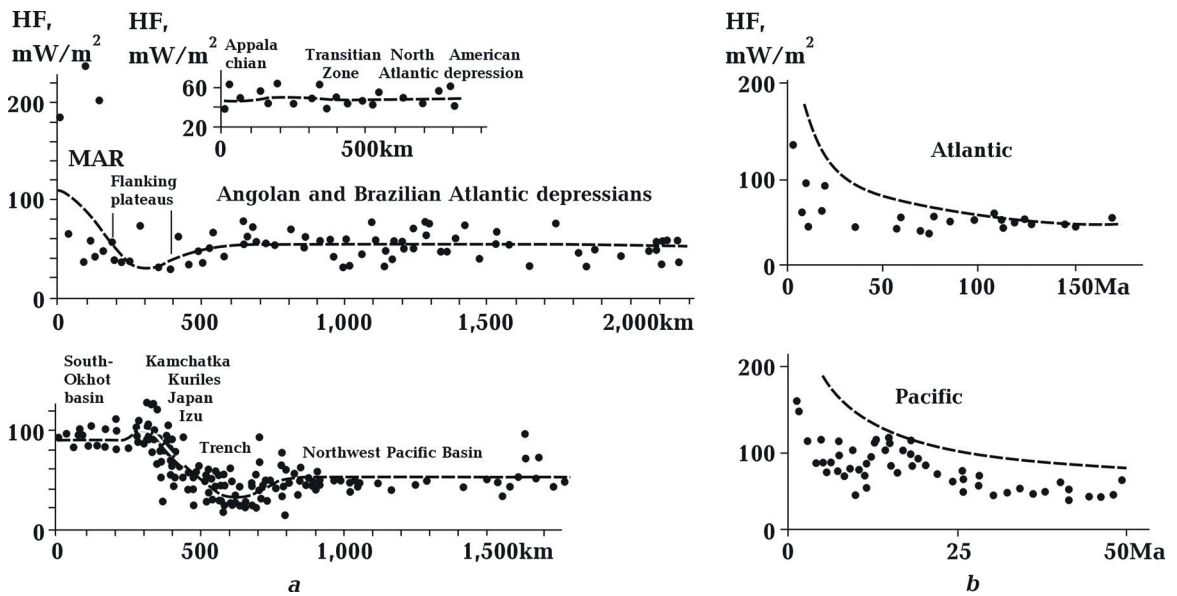 HF,
mW/m²
200
100
0
MAR
Flanking
plateaus
Angolan and Brazilian Atlantic depressians
0
500
1,000
1,500
2,000km
HF,
mW/m²
60
20
Appala
chian
Transitian
Zone
North American
Atlantic depression
0
500km
South-
Okhot
basin
Kamchatka
Kuriles
Japan
Izu
Trench
Northwest Pacific Basin
100
0
0
500
1,000
1,500km
a
HF,
mW/m²
200
100
0
Atlantic
0
50
100
150Ma
200
100
0
Pacific
0
25
50Ma
b